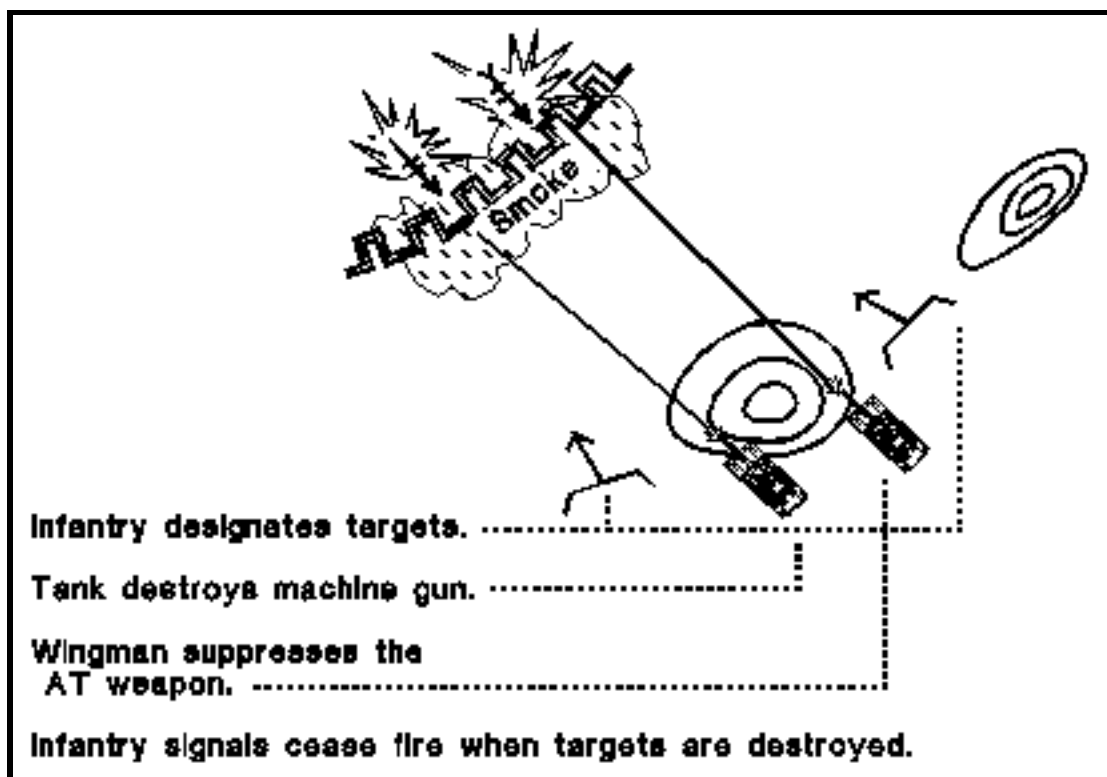 Smoke
Infantry designates targets.
Tank destroys machine gun.
Wingman suppresses the
AT weapon.
Infantry signals cease fire when targets are destroyed.